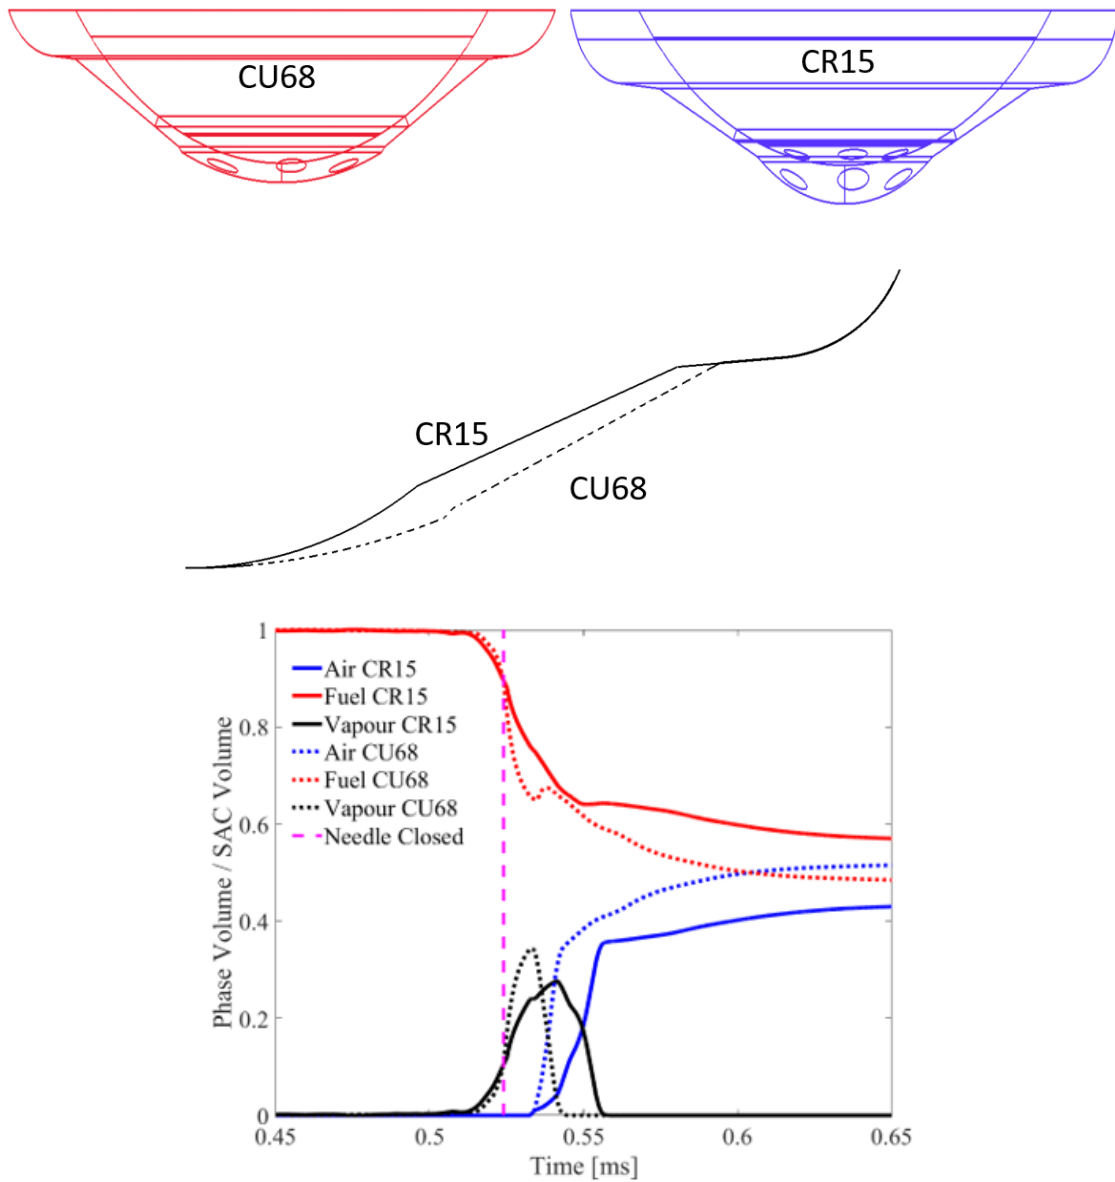 CU68
CR15
CR15
CU68
1
0.8
0.6
0.4
0.2
0
Phase Volume / SAC Volume
Air CR15
Fuel CR15
Vapour CR15
Air CU68
Fuel CU68
Vapour CU68
Needle Closed
0.45
0.5
0.55
0.6
0.65
Time [ms]